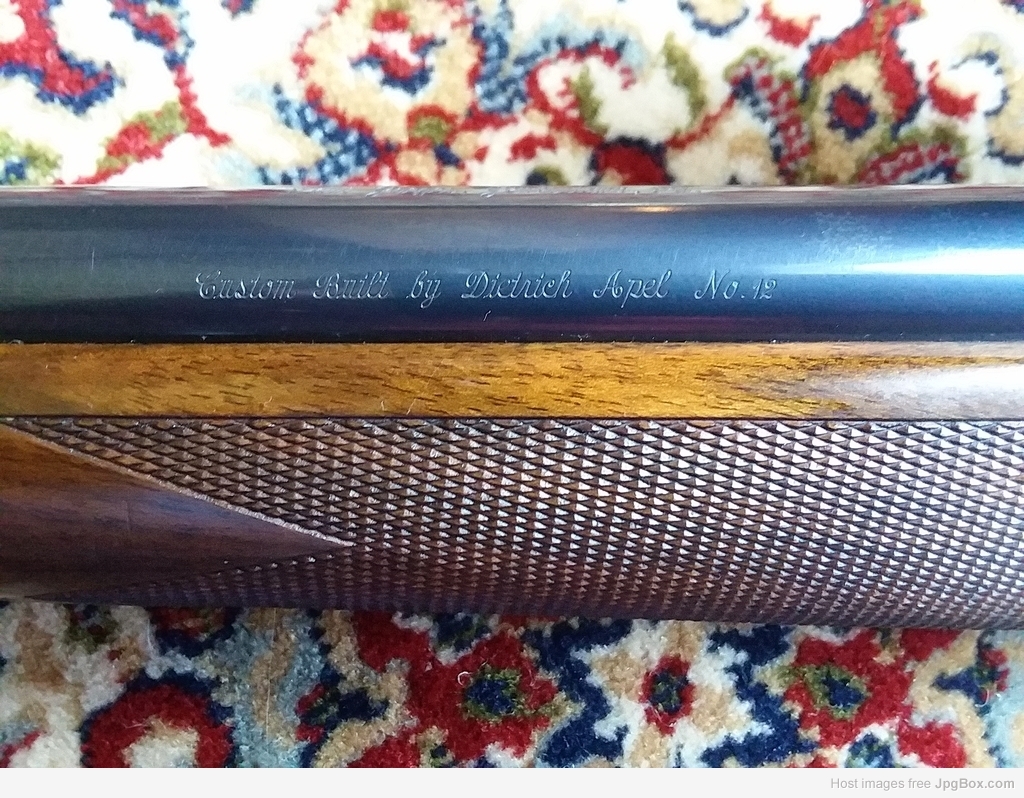 Custom Built by Dietrich Apel No. 12
Host images free JpgBox.com